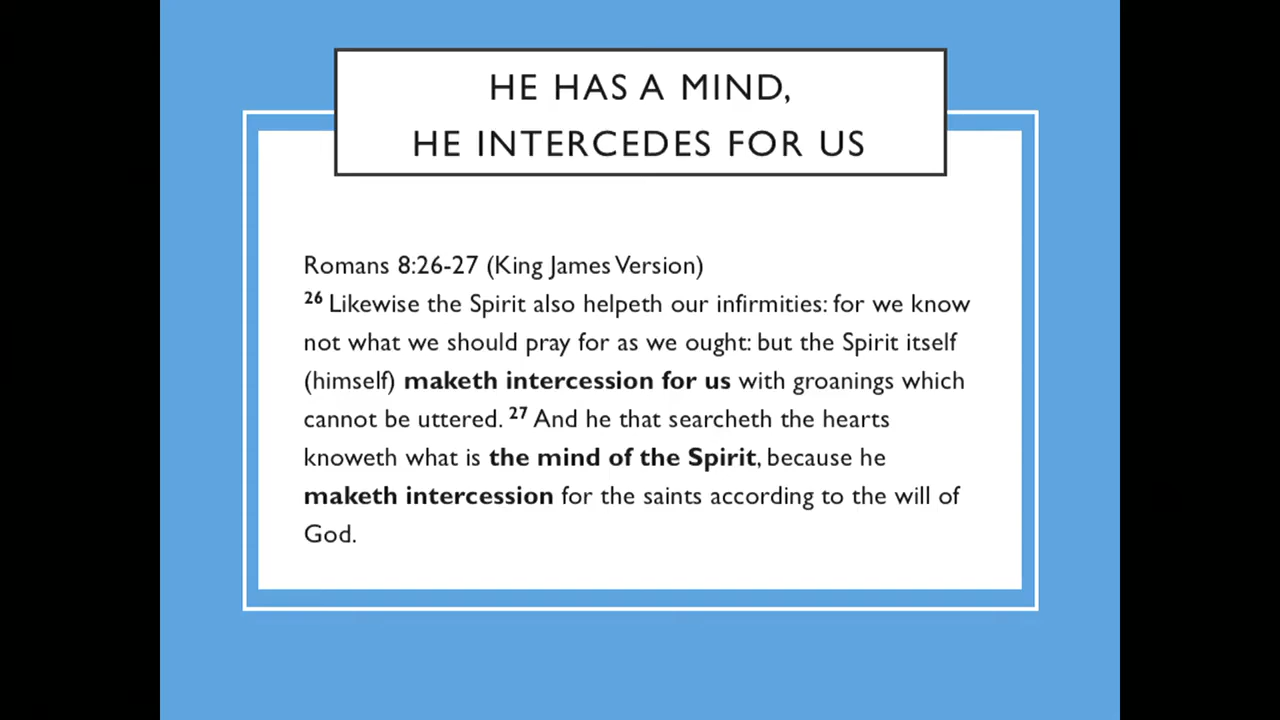 HE HAS A MIND,
HE INTERCEDES FOR US
Romans 8:26-27 (King James Version)
26 Likewise the Spirit also helpeth our infirmities: for we know
not what we should pray for as we ought: but the Spirit itself
(himself) maketh intercession for us with groanings which
cannot be uttered. 27 And he that searcheth the hearts
knoweth what is the mind of the Spirit, because he
maketh intercession for the saints according to the will of
God.